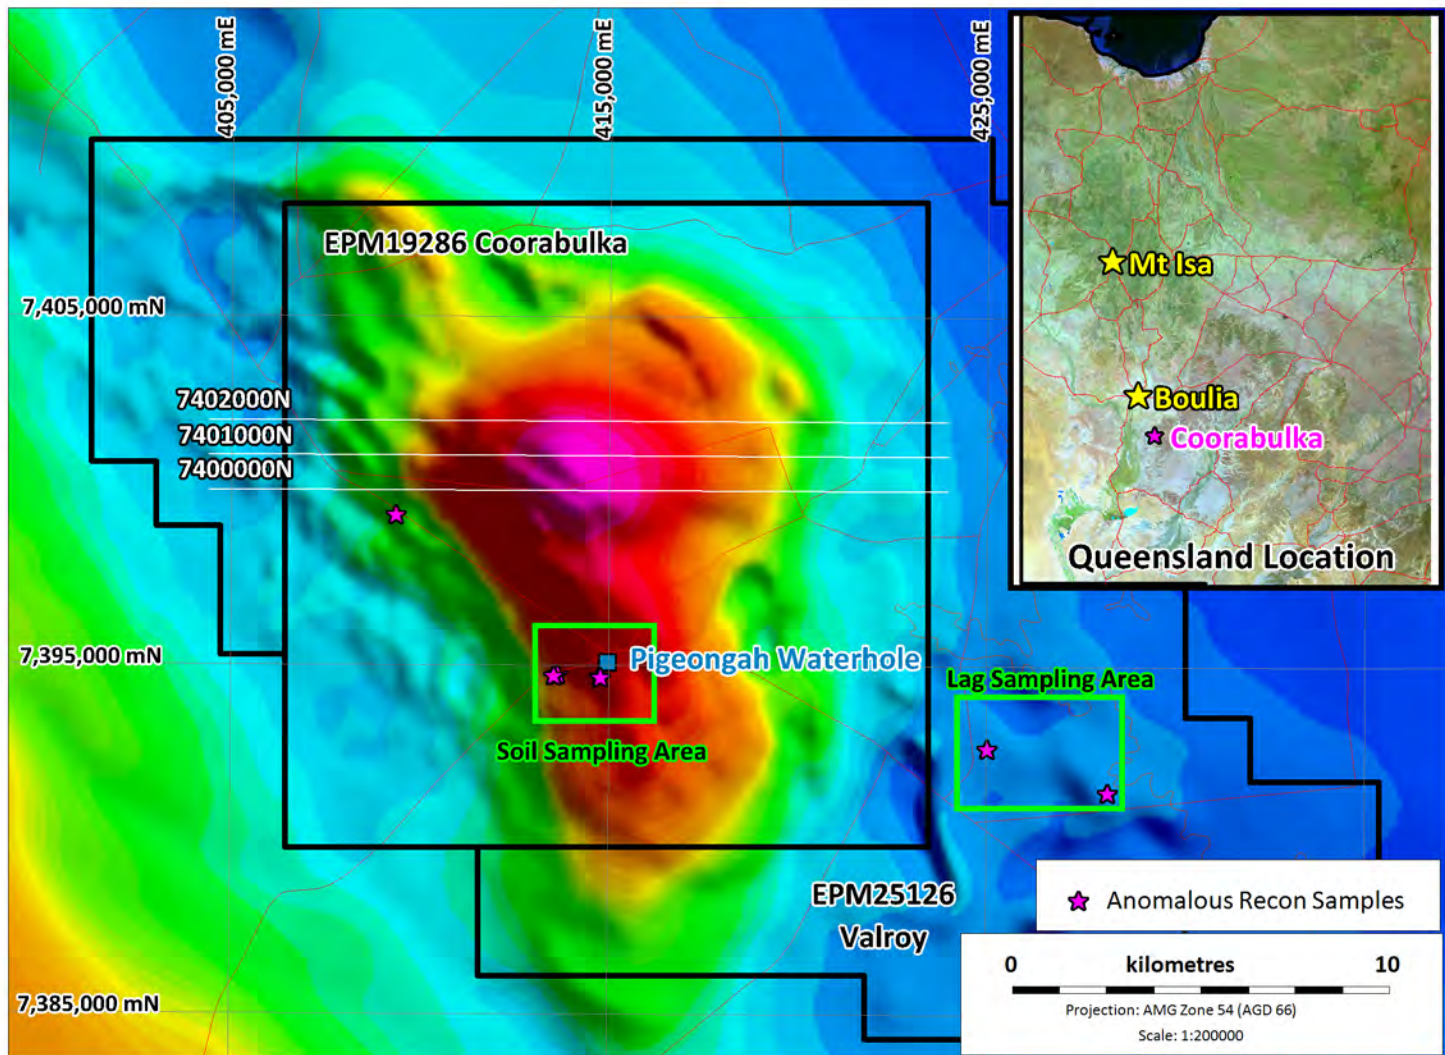 405,000 mE
415,000 mE
425,000 mE
EPM19286 Coorabulka
7,405,000 mN
7402000N
7401000N
7400000N
7,395,000 mN
Pigeongah Waterhole
Lag Sampling Area
Soil Sampling Area
EPM25126
Valroy
7,385,000 mN
Mt Isa
Boulia
Coorabulka
Queensland Location
Anomalous Recon Samples
0 kilometres 10
Projection: AMG Zone 54 (AGD 66)
Scale: 1:200000